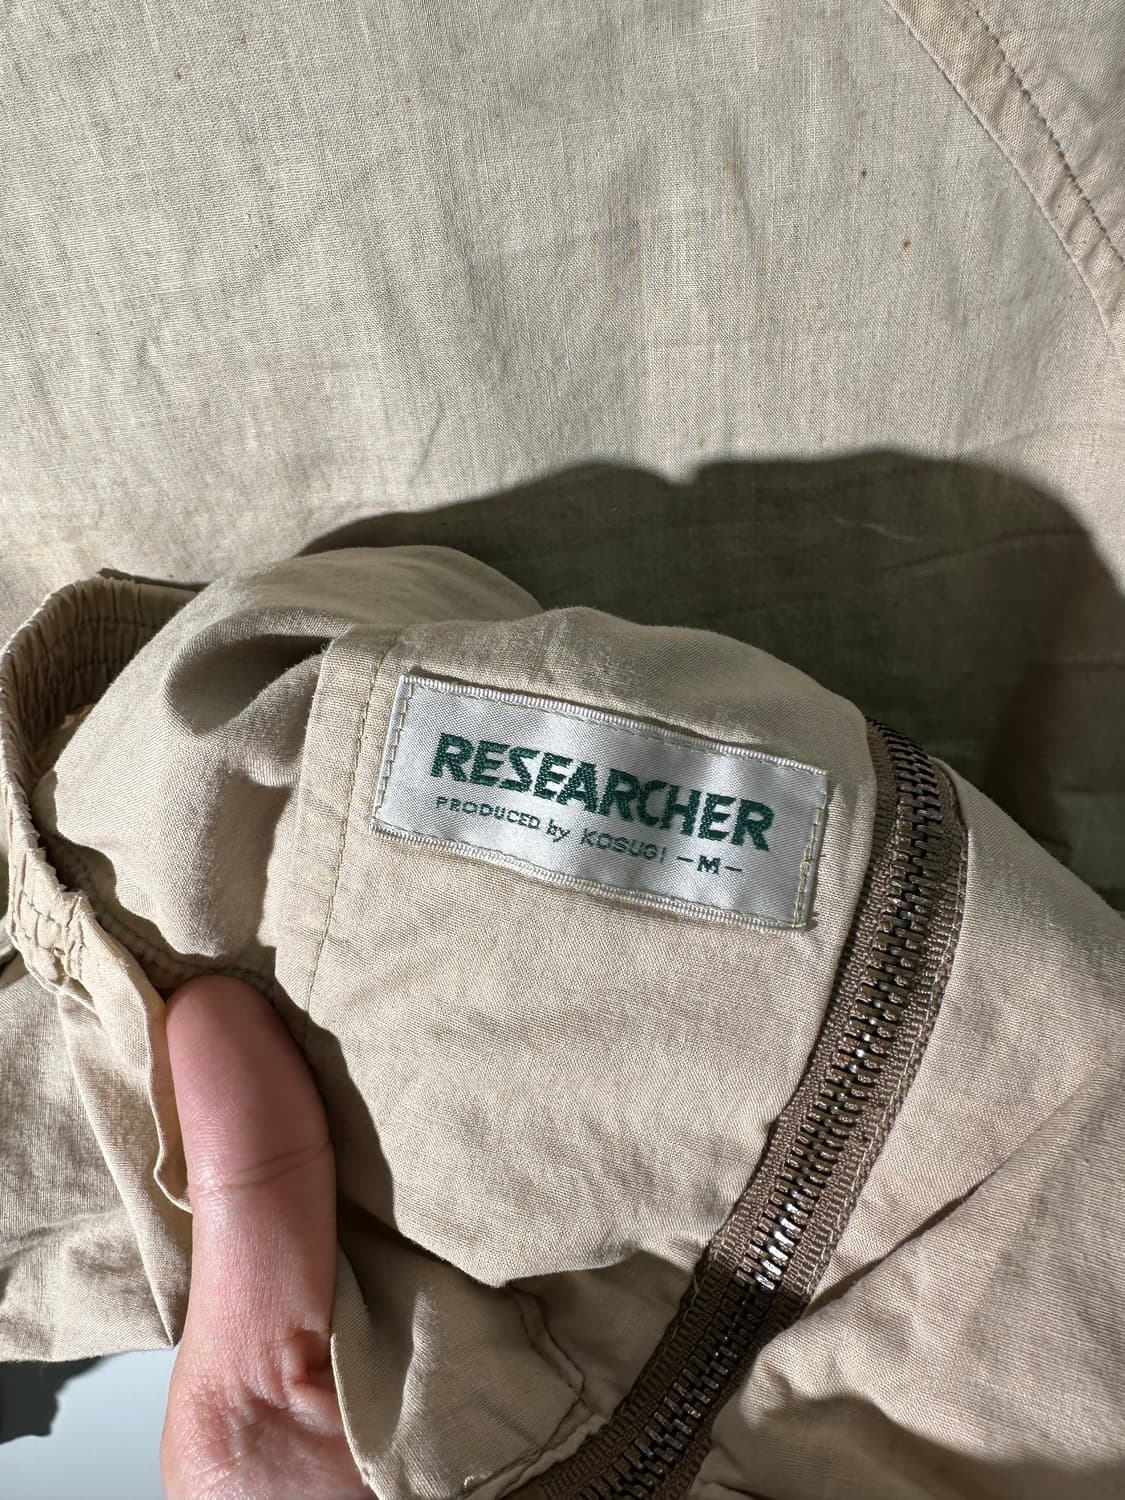 RESEARCHER
PRODUCED by KOSUGI -M-